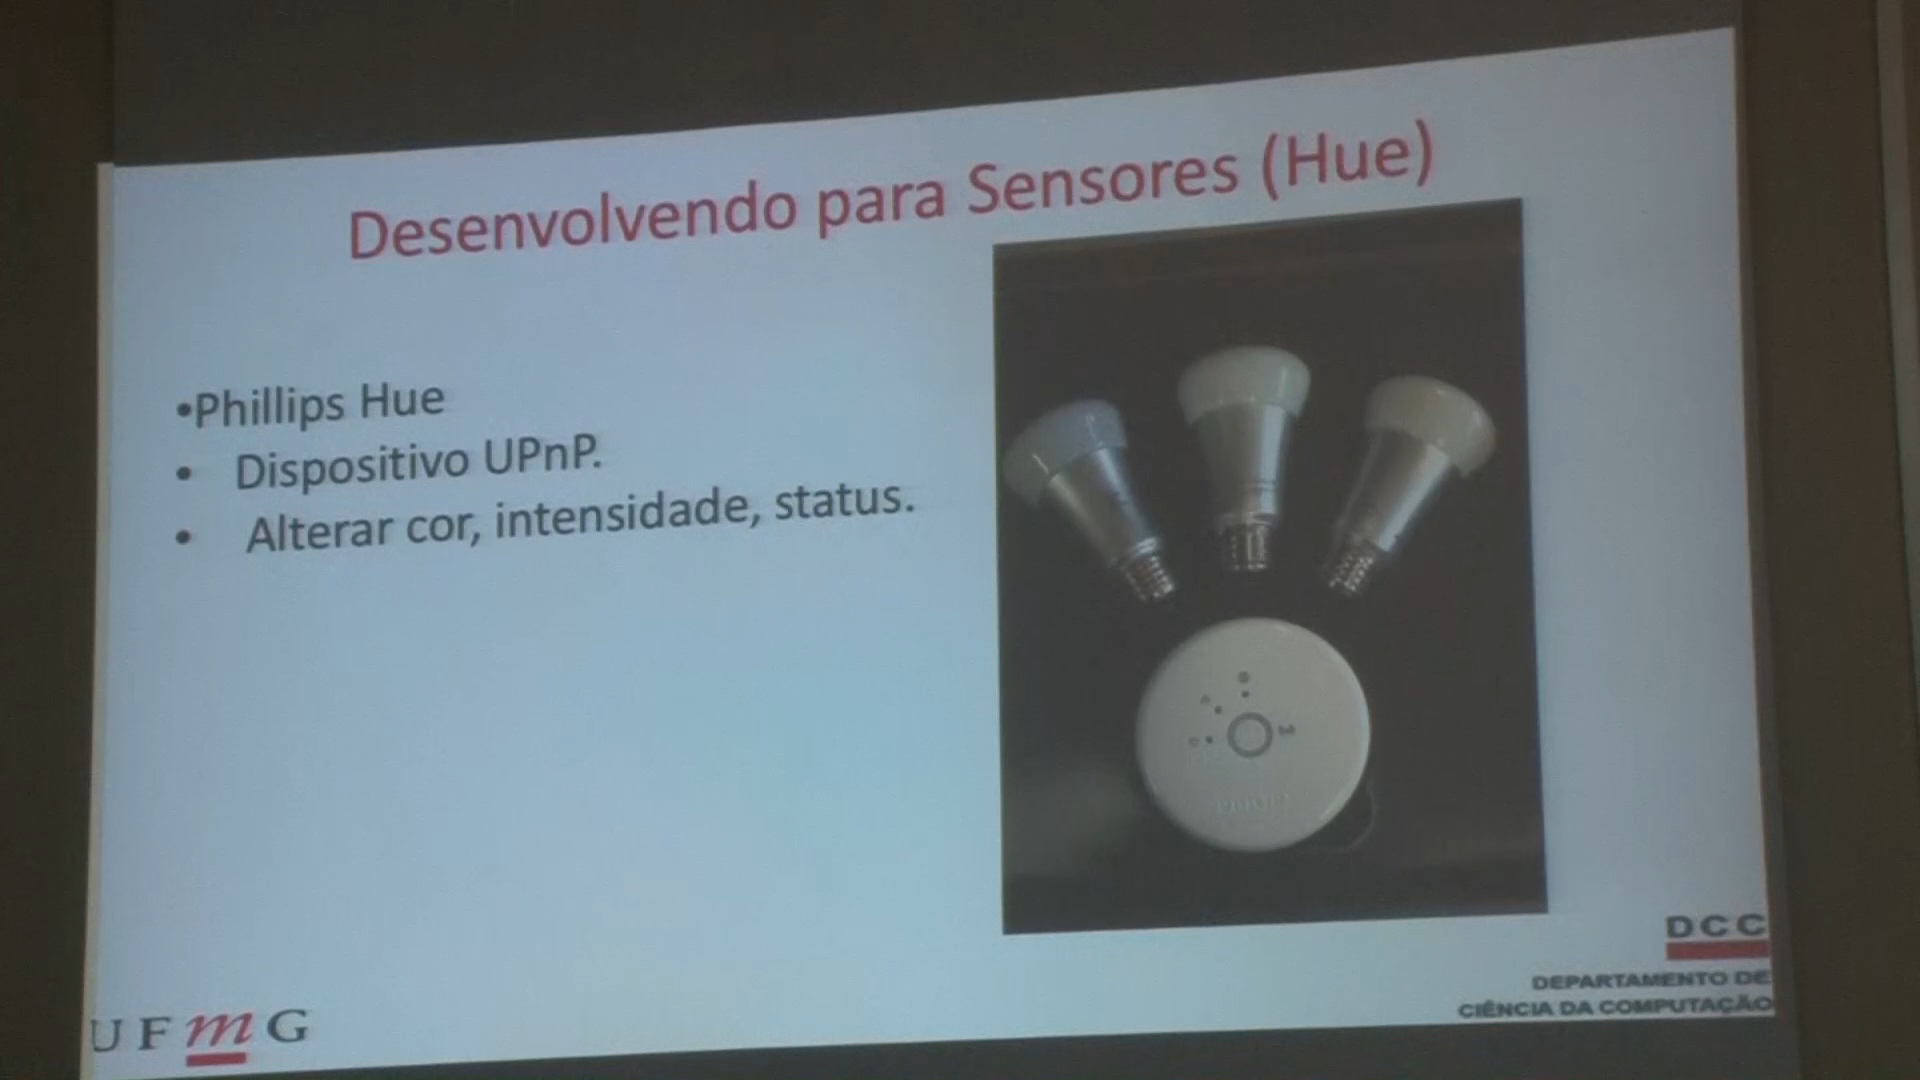 Desenvolvendo para Sensores (Hue)
•Phillips Hue
• Dispositivo UPnP.
• Alterar cor, intensidade, status.
PHILIPS
DCC
DEPARTAMENTO DE
CIÊNCIA DA COMPUTAÇÃO
UFmG